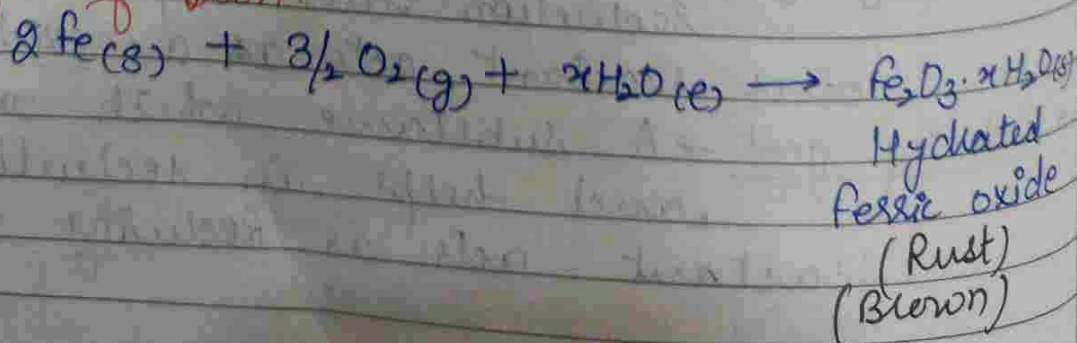 2 Fe(s) + 3/2 O₂(g) + xH₂O(l) → Fe₂O₃·xH₂O(s)
Hydrated
ferric oxide
(Rust)
(Brown)